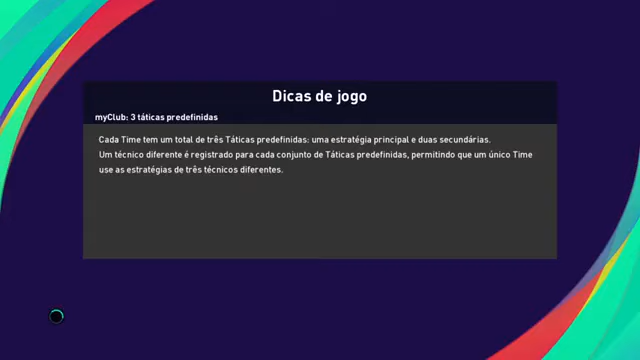 Dicas de jogo
myClub: 3 táticas predefinidas
Cada Time tem um total de três Táticas predefinidas: uma estratégia principal e duas secundárias.
Um técnico diferente é registrado para cada conjunto de Táticas predefinidas, permitindo que um único Time
use as estratégias de três técnicos diferentes.